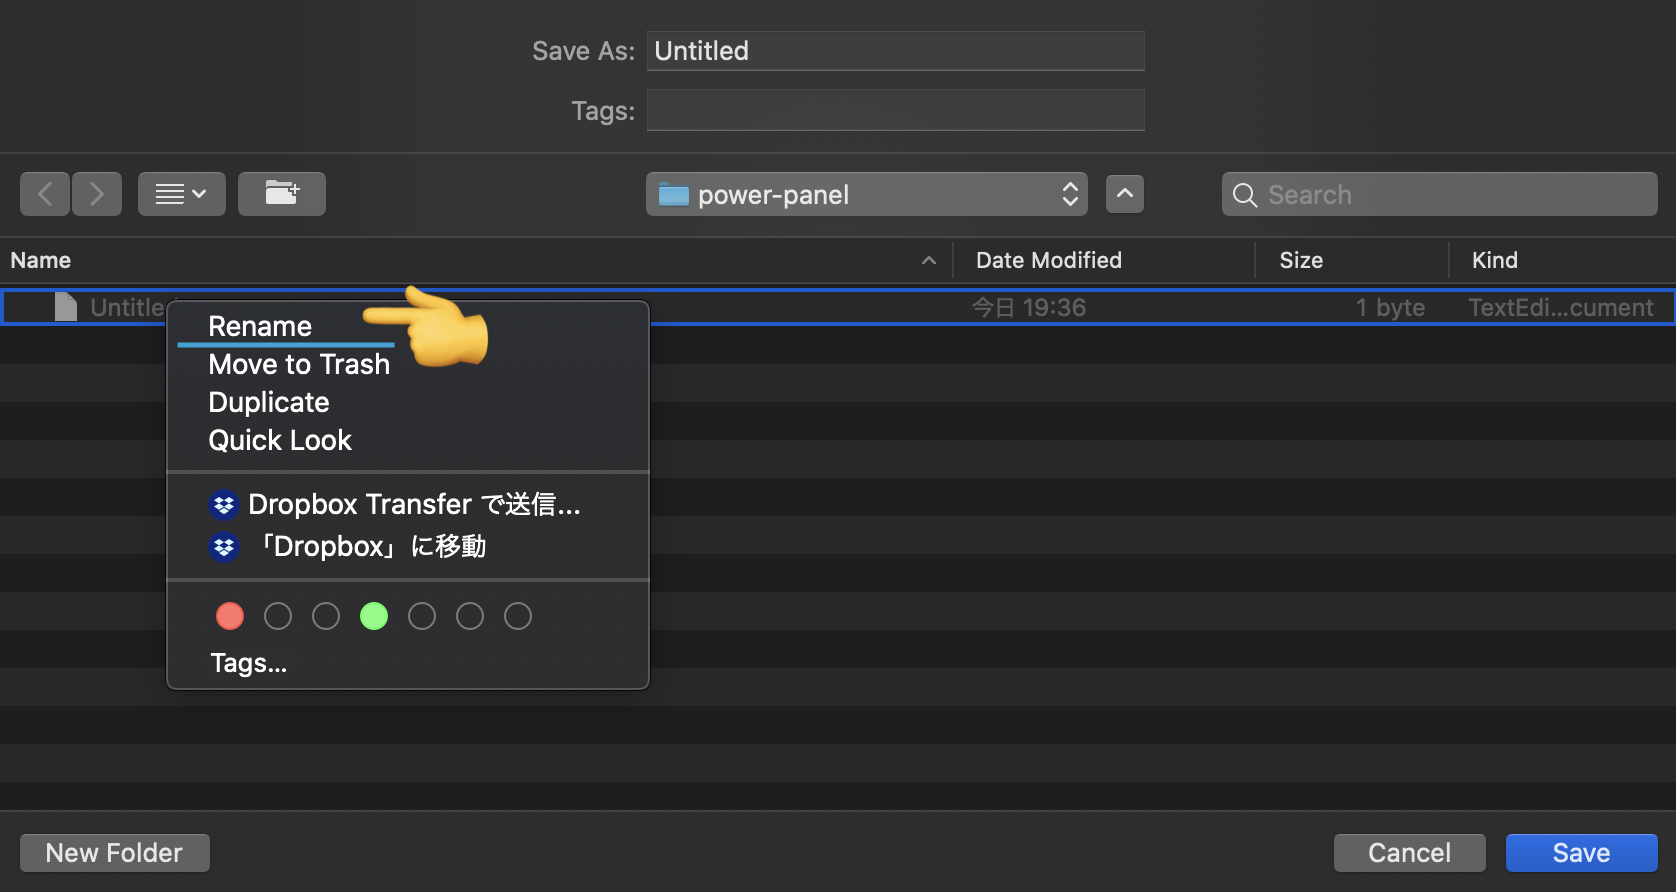 Save As: Untitled
Tags:
power-panel
Search
Name Date Modified Size Kind
Untitle 今日 19:36 1 byte TextEdi...cument
Rename
Move to Trash
Duplicate
Quick Look
Dropbox Transfer で送信...
「Dropbox」に移動
Tags...
New Folder Cancel Save